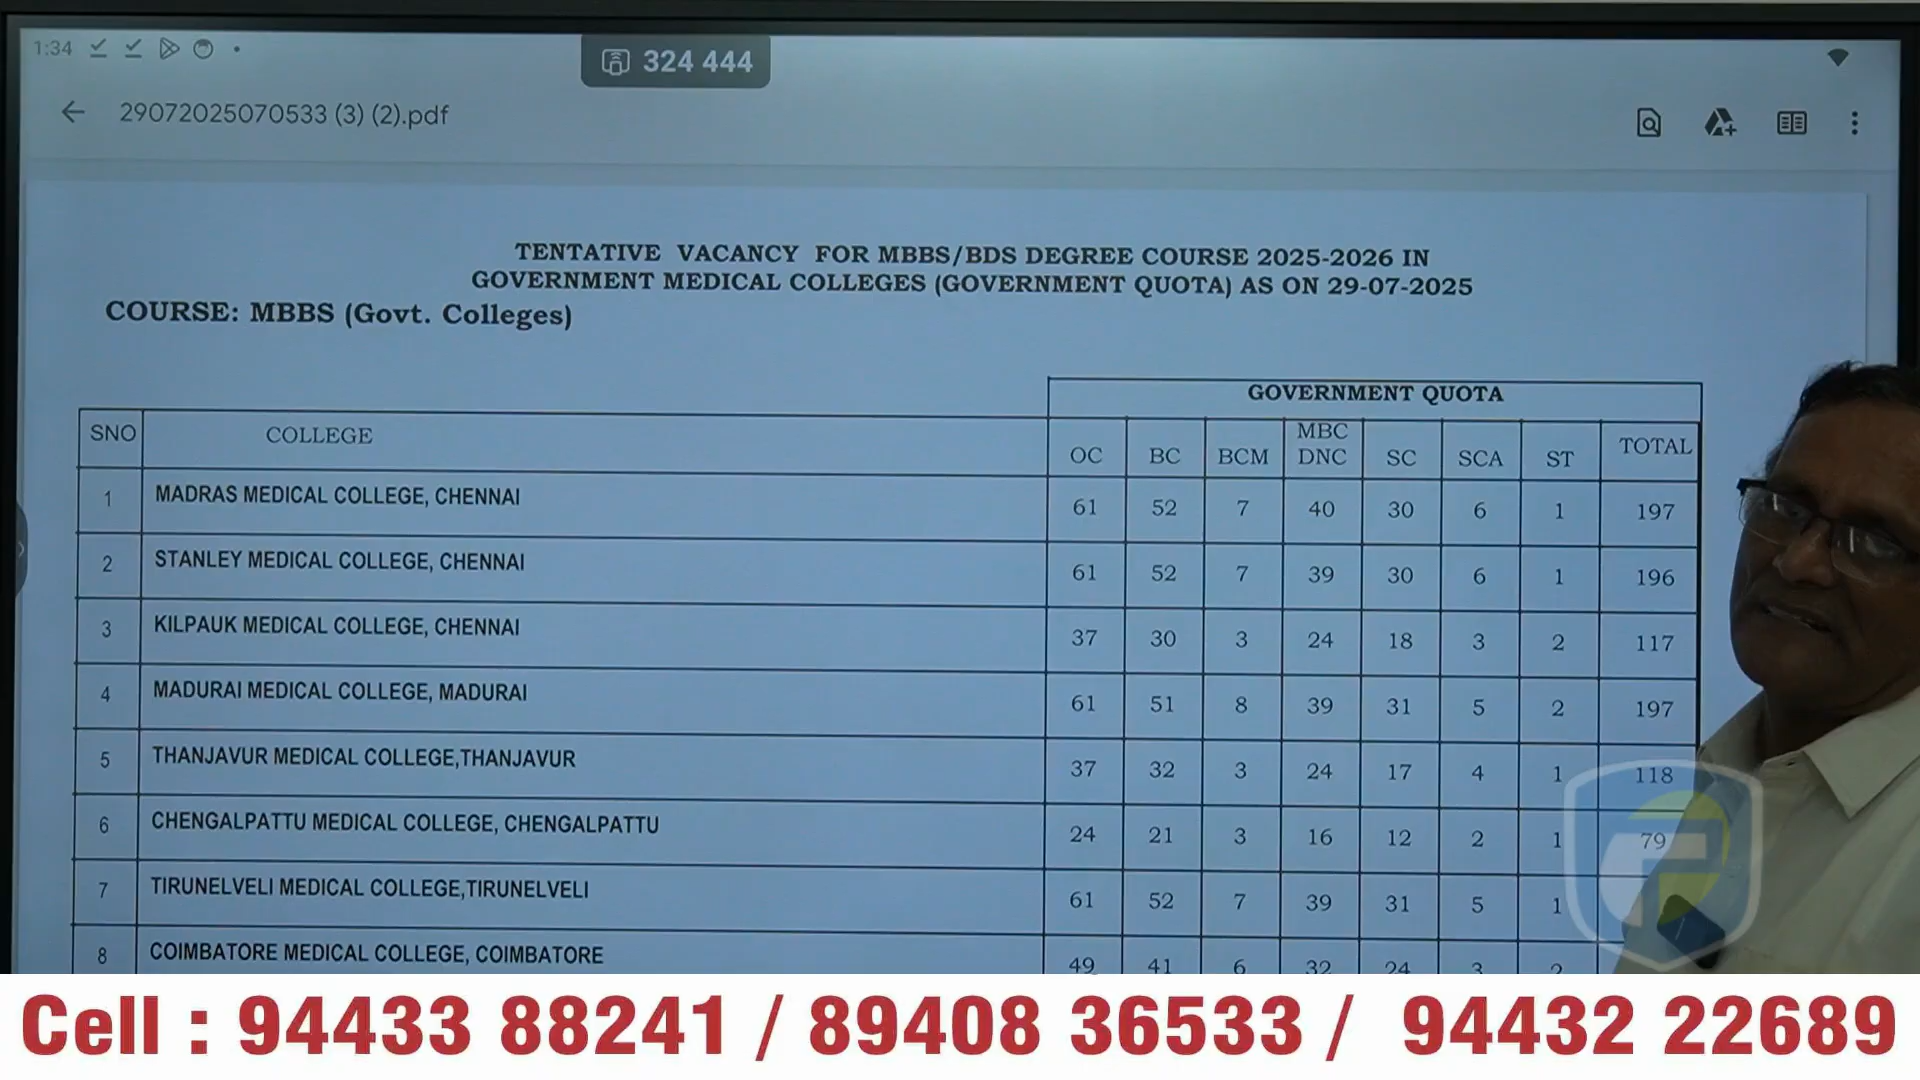 1:34
324 444
29072025070533 (3) (2).pdf
TENTATIVE VACANCY FOR MBBS/BDS DEGREE COURSE 2025-2026 IN
GOVERNMENT MEDICAL COLLEGES (GOVERNMENT QUOTA) AS ON 29-07-2025
COURSE: MBBS (Govt. Colleges)
GOVERNMENT QUOTA
SNO COLLEGE OC BC BCM MBC DNC SC SCA ST TOTAL
1 MADRAS MEDICAL COLLEGE, CHENNAI 61 52 7 40 30 6 1 197
2 STANLEY MEDICAL COLLEGE, CHENNAI 61 52 7 39 30 6 1 196
3 KILPAUK MEDICAL COLLEGE, CHENNAI 37 30 3 24 18 3 2 117
4 MADURAI MEDICAL COLLEGE, MADURAI 61 51 8 39 31 5 2 197
5 THANJAVUR MEDICAL COLLEGE,THANJAVUR 37 32 3 24 17 4 1 118
6 CHENGALPATTU MEDICAL COLLEGE, CHENGALPATTU 24 21 3 16 12 2 1 79
7 TIRUNELVELI MEDICAL COLLEGE,TIRUNELVELI 61 52 7 39 31 5 1
8 COIMBATORE MEDICAL COLLEGE, COIMBATORE 49 41 6 32 24 3 2
Cell : 94433 88241 / 89408 36533 / 94432 22689